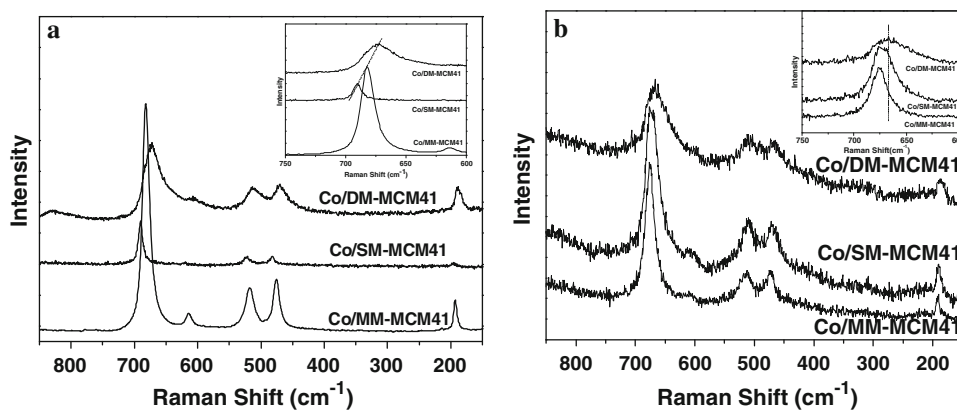 a
Intensity
Co/DM-MCM41
Co/SM-MCM41
Co/MM-MCM41
800 700 600 500 400 300 200
Raman Shift (cm-1)
Intensity
Co/DM-MCM41
Co/SM-MCM41
Co/MM-MCM41
750 700 650 600
Raman Shift(cm-1)
b
Intensity
Co/DM-MCM41
Co/SM-MCM41
Co/MM-MCM41
800 700 600 500 400 300 200
Raman Shift (cm-1)
Intensity
Co/DM-MCM41
Co/SM-MCM41
Co/MM-MCM41
750 700 650 600
Raman Shift(cm-1)